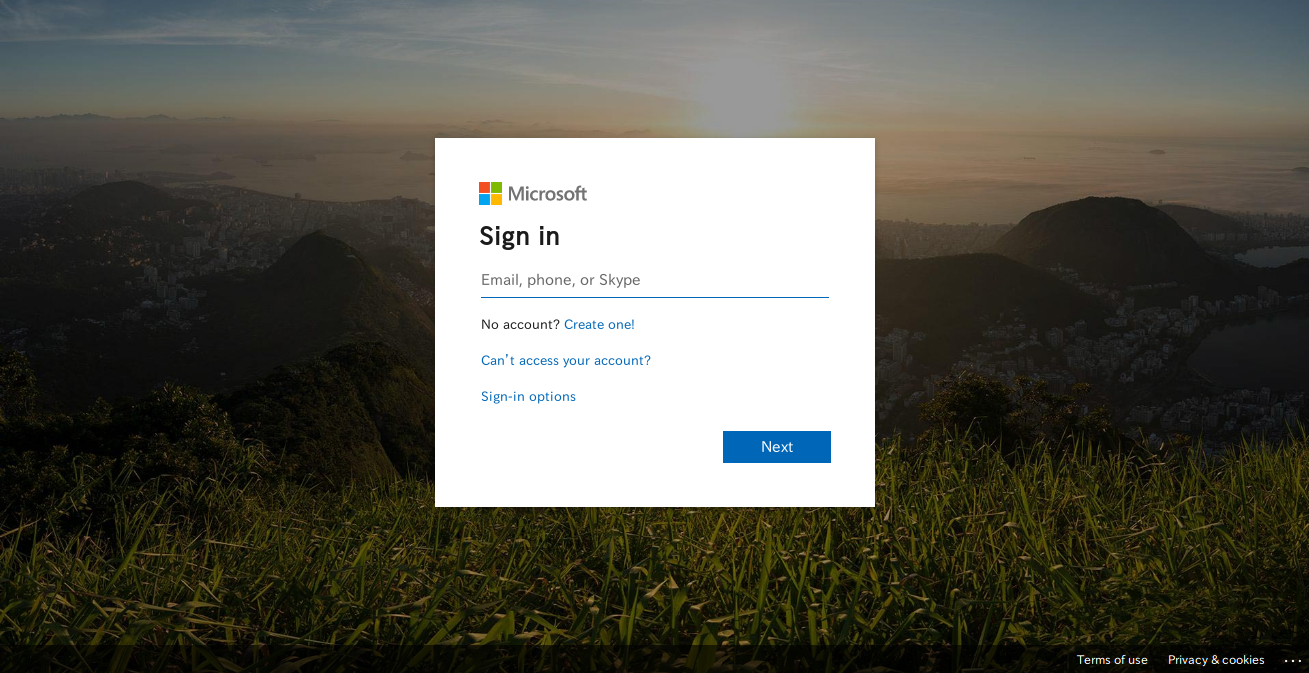 Microsoft
Sign in
Email, phone, or Skype
No account? Create one!
Can't access your account?
Sign-in options
Next
Terms of use Privacy & cookies ...